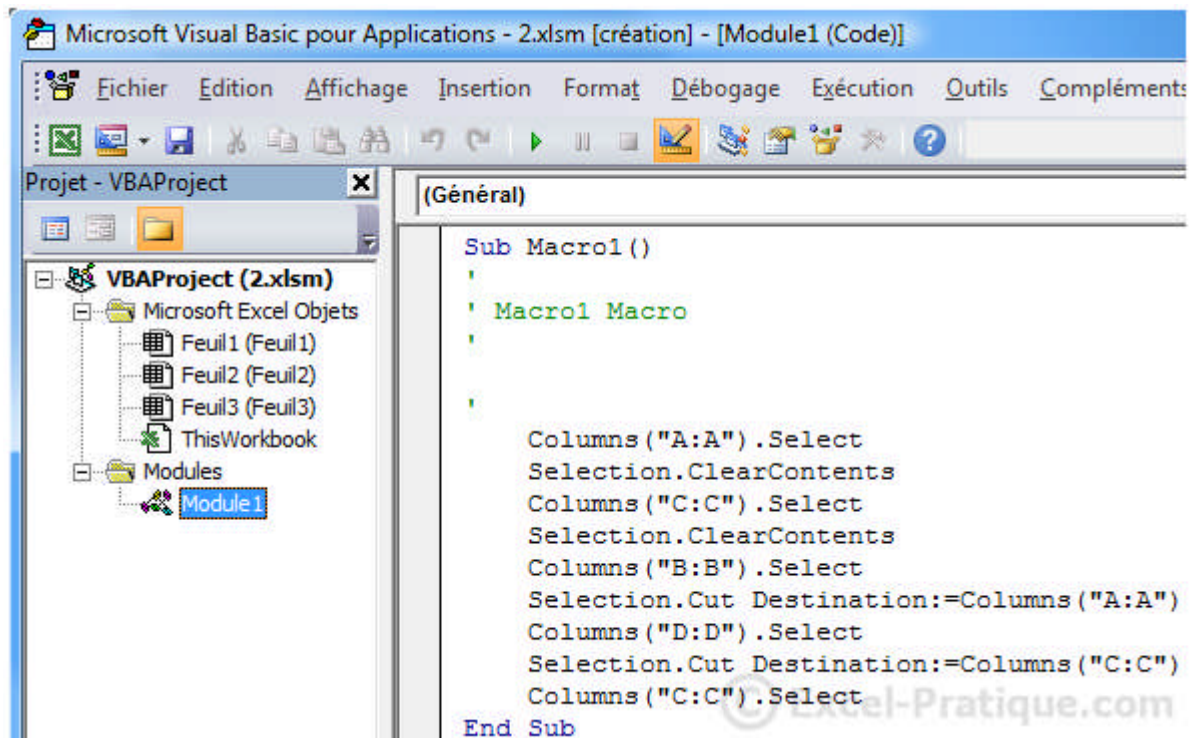 Microsoft Visual Basic pour Applications - 2.xlsm [création] - [Module1 (Code)]
Fichier Edition Affichage Insertion Format Débogage Exécution Outils Compléments
Projet - VBAProject
(Général)
VBAProject (2.xlsm)
Microsoft Excel Objets
Feuil1 (Feuil1)
Feuil2 (Feuil2)
Feuil3 (Feuil3)
ThisWorkbook
Modules
Module1
Sub Macro1()
'
' Macro1 Macro
'
'
Columns("A:A").Select
Selection.ClearContents
Columns("C:C").Select
Selection.ClearContents
Columns("B:B").Select
Selection.Cut Destination:=Columns("A:A")
Columns("D:D").Select
Selection.Cut Destination:=Columns("C:C")
Columns("C:C").Select
End Sub
© Excel-Pratique.com